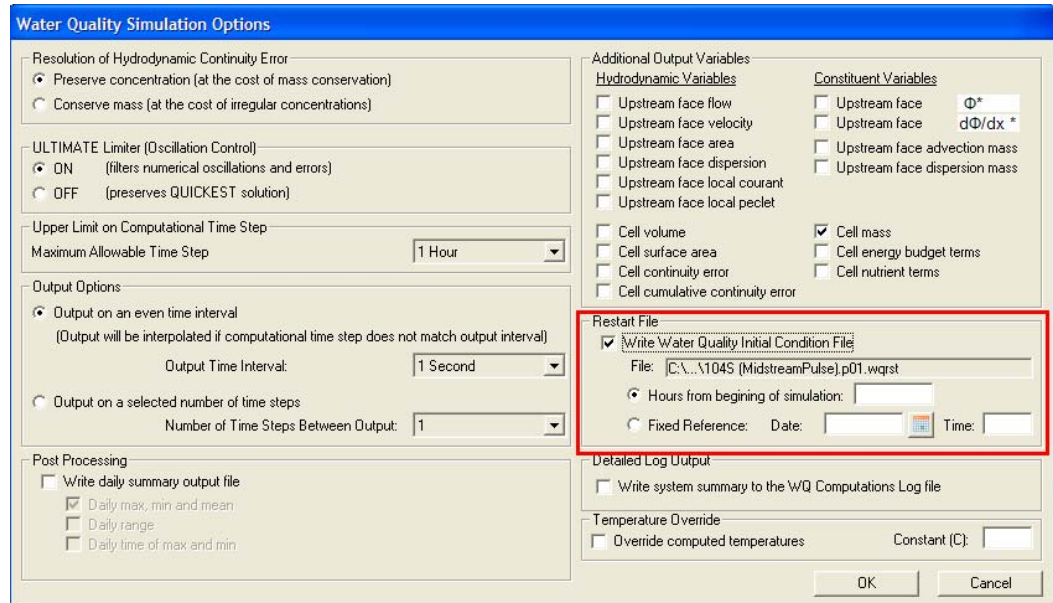 Water Quality Simulation Options
Resolution of Hydrodynamic Continuity Error
Preserve concentration (at the cost of mass conservation)
Conserve mass (at the cost of irregular concentrations)
ULTIMATE Limiter (Oscillation Control)
ON (filters numerical oscillations and errors)
OFF (preserves QUICKEST solution)
Upper Limit on Computational Time Step
Maximum Allowable Time Step 1 Hour
Output Options
Output on an even time interval
(Output will be interpolated if computational time step does not match output interval)
Output Time Interval: 1 Second
Output on a selected number of time steps
Number of Time Steps Between Output: 1
Post Processing
Write daily summary output file
Daily max, min and mean
Daily range
Daily time of max and min
Additional Output Variables
Hydrodynamic Variables
Upstream face flow
Upstream face velocity
Upstream face area
Upstream face dispersion
Upstream face local courant
Upstream face local peclet
Cell volume
Cell surface area
Cell continuity error
Cell cumulative continuity error
Constituent Variables
Upstream face Φ*
Upstream face dΦ/dx *
Upstream face advection mass
Upstream face dispersion mass
Cell mass
Cell energy budget terms
Cell nutrient terms
Restart File
Write Water Quality Initial Condition File
File: C:\...\104S (MidstreamPulse).p01.wqrst
Hours from begining of simulation:
Fixed Reference: Date: Time:
Detailed Log Output
Write system summary to the WQ Computations Log file
Temperature Override
Override computed temperatures Constant (C):
OK Cancel